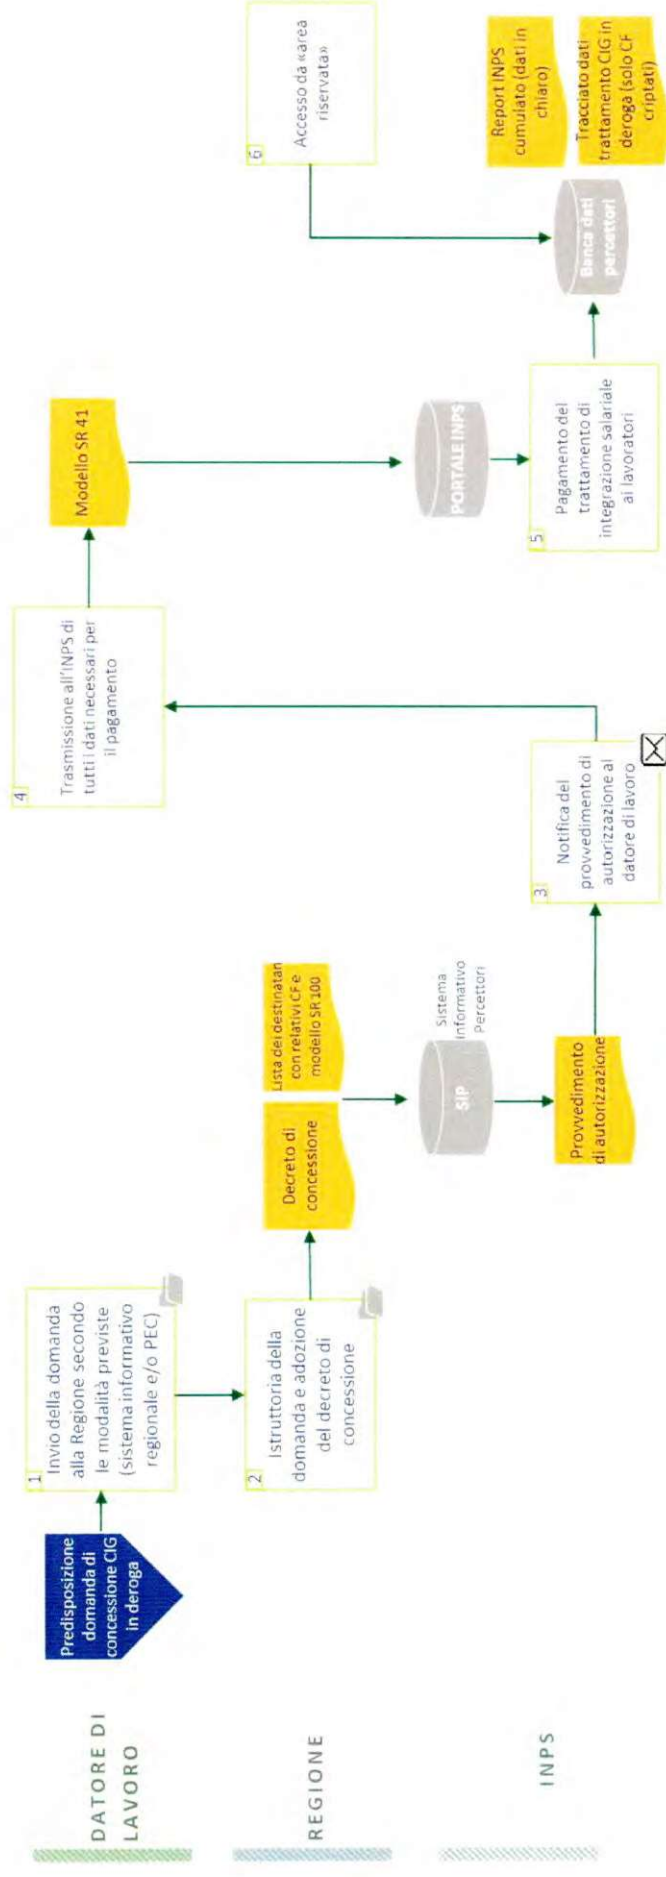 DATORE DI
LAVORO
REGIONE
INPS
Predisposizione
domanda di
concessione CIG
in deroga
1
Invio della domanda
alla Regione secondo
le modalità previste
(sistema informativo
regionale e/o PEC)
2
Istruttoria della
domanda e adozione
del decreto di
concessione
Decreto di
concessione
Lista dei destinatari
con relativi CF e
modello SR100
SIP
Sistema
Informativo
Percettori
Provvedimento
di autorizzazione
3
Notifica del
provvedimento di
autorizzazione al
datore di lavoro
4
Trasmissione all'INPS di
tutti i dati necessari per
il pagamento
Modello SR 41
PORTALE INPS
5
Pagamento del
trattamento di
integrazione salariale
ai lavoratori
6
Accesso da «area
riservata»
Banca dati
percettori
Report INPS
cumulato (dati in
chiaro)
Tracciato dati
trattamento CIG in
deroga (solo CF
criptati)